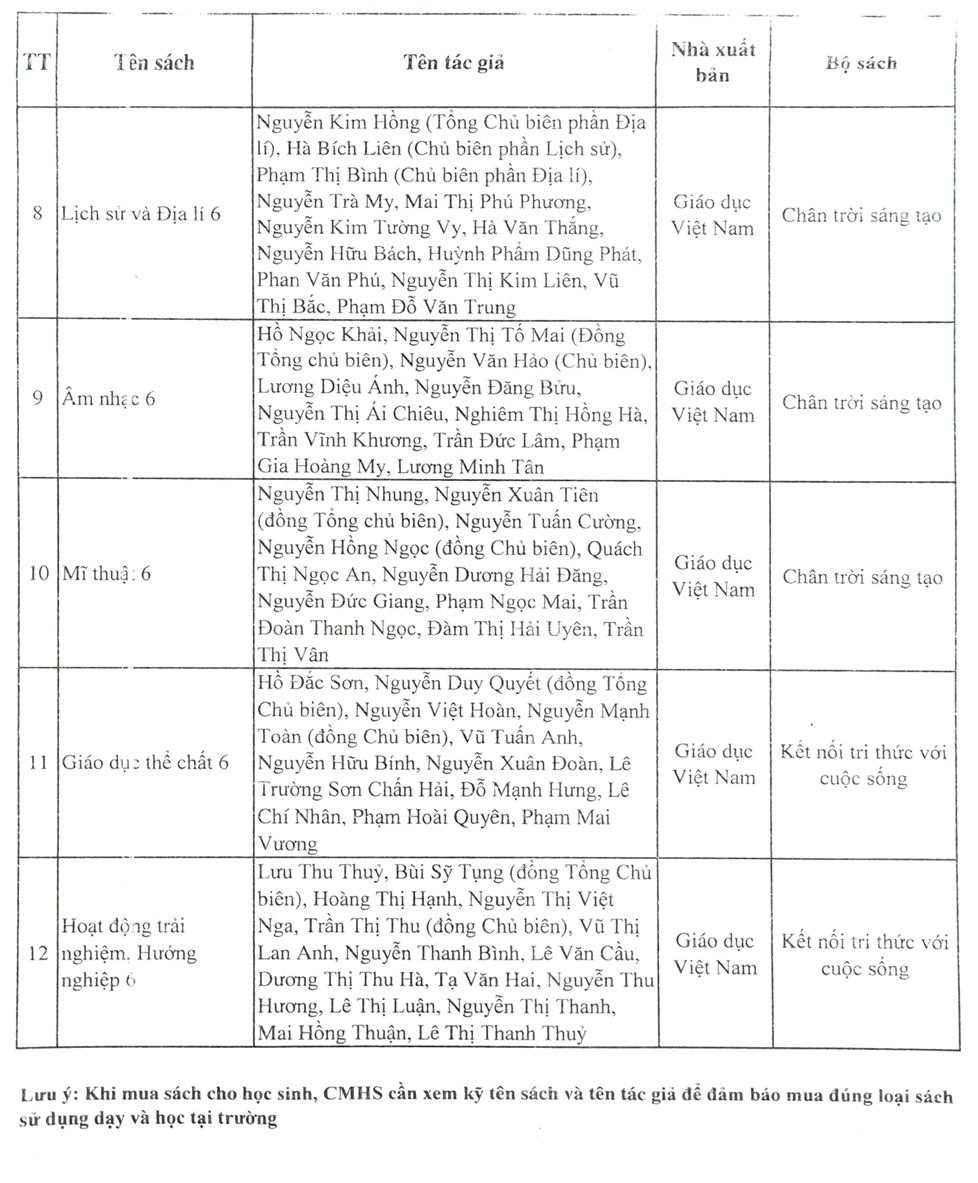 TT
Tên sách
Tên tác giả
Nhà xuất
bản
Bộ sách
8
Lịch sử và Địa lí 6
Nguyễn Kim Hồng (Tổng Chủ biên phần Địa
lí), Hà Bích Liên (Chủ biên phần Lịch sử),
Phạm Thị Bình (Chủ biên phần Địa lí),
Nguyễn Trà My, Mai Thị Phú Phương,
Nguyễn Kim Tường Vy, Hà Văn Thắng,
Nguyễn Hữu Bách, Huỳnh Phẩm Dũng Phát,
Phan Văn Phú, Nguyễn Thị Kim Liên, Vũ
Thị Bắc, Phạm Đỗ Văn Trung
Giáo dục
Việt Nam
Chân trời sáng tạo
9
Âm nhạc 6
Hồ Ngọc Khải, Nguyễn Thị Tố Mai (Đồng
Tổng chủ biên), Nguyễn Văn Hảo (Chủ biên),
Lương Diệu Ánh, Nguyễn Đăng Bửu,
Nguyễn Thị Ái Chiêu, Nghiêm Thị Hồng Hà,
Trần Vĩnh Khương, Trần Đức Lâm, Phạm
Gia Hoàng My, Lương Minh Tân
Giáo dục
Việt Nam
Chân trời sáng tạo
10
Mĩ thuật 6
Nguyễn Thị Nhung, Nguyễn Xuân Tiên
(đồng Tổng chủ biên), Nguyễn Tuấn Cường,
Nguyễn Hồng Ngọc (đồng Chủ biên), Quách
Thị Ngọc An, Nguyễn Dương Hải Đăng,
Nguyễn Đức Giang, Phạm Ngọc Mai, Trần
Đoàn Thanh Ngọc, Đàm Thị Hải Uyên, Trần
Thị Vân
Giáo dục
Việt Nam
Chân trời sáng tạo
11
Giáo dục thể chất 6
Hồ Đắc Sơn, Nguyễn Duy Quyết (đồng Tổng
Chủ biên), Nguyễn Việt Hoàn, Nguyễn Mạnh
Toàn (đồng Chủ biên), Vũ Tuấn Anh,
Nguyễn Hữu Bính, Nguyễn Xuân Đoàn, Lê
Trường Sơn Chấn Hải, Đỗ Mạnh Hưng, Lê
Chí Nhân, Phạm Hoài Quyên, Phạm Mai
Vương
Giáo dục
Việt Nam
Kết nối tri thức với
cuộc sống
12
Hoạt động trải
nghiệm, Hướng
nghiệp 6
Lưu Thu Thuỷ, Bùi Sỹ Tụng (đồng Tổng Chủ
biên), Hoàng Thị Hạnh, Nguyễn Thị Việt
Nga, Trần Thị Thu (đồng Chủ biên), Vũ Thị
Lan Anh, Nguyễn Thanh Bình, Lê Văn Cầu,
Dương Thị Thu Hà, Tạ Văn Hai, Nguyễn Thu
Hương, Lê Thị Luận, Nguyễn Thị Thanh,
Mai Hồng Thuận, Lê Thị Thanh Thuỷ
Giáo dục
Việt Nam
Kết nối tri thức với
cuộc sống
Lưu ý: Khi mua sách cho học sinh, CMHS cần xem kỹ tên sách và tên tác giả để đảm bảo mua đúng loại sách
sử dụng dạy và học tại trường